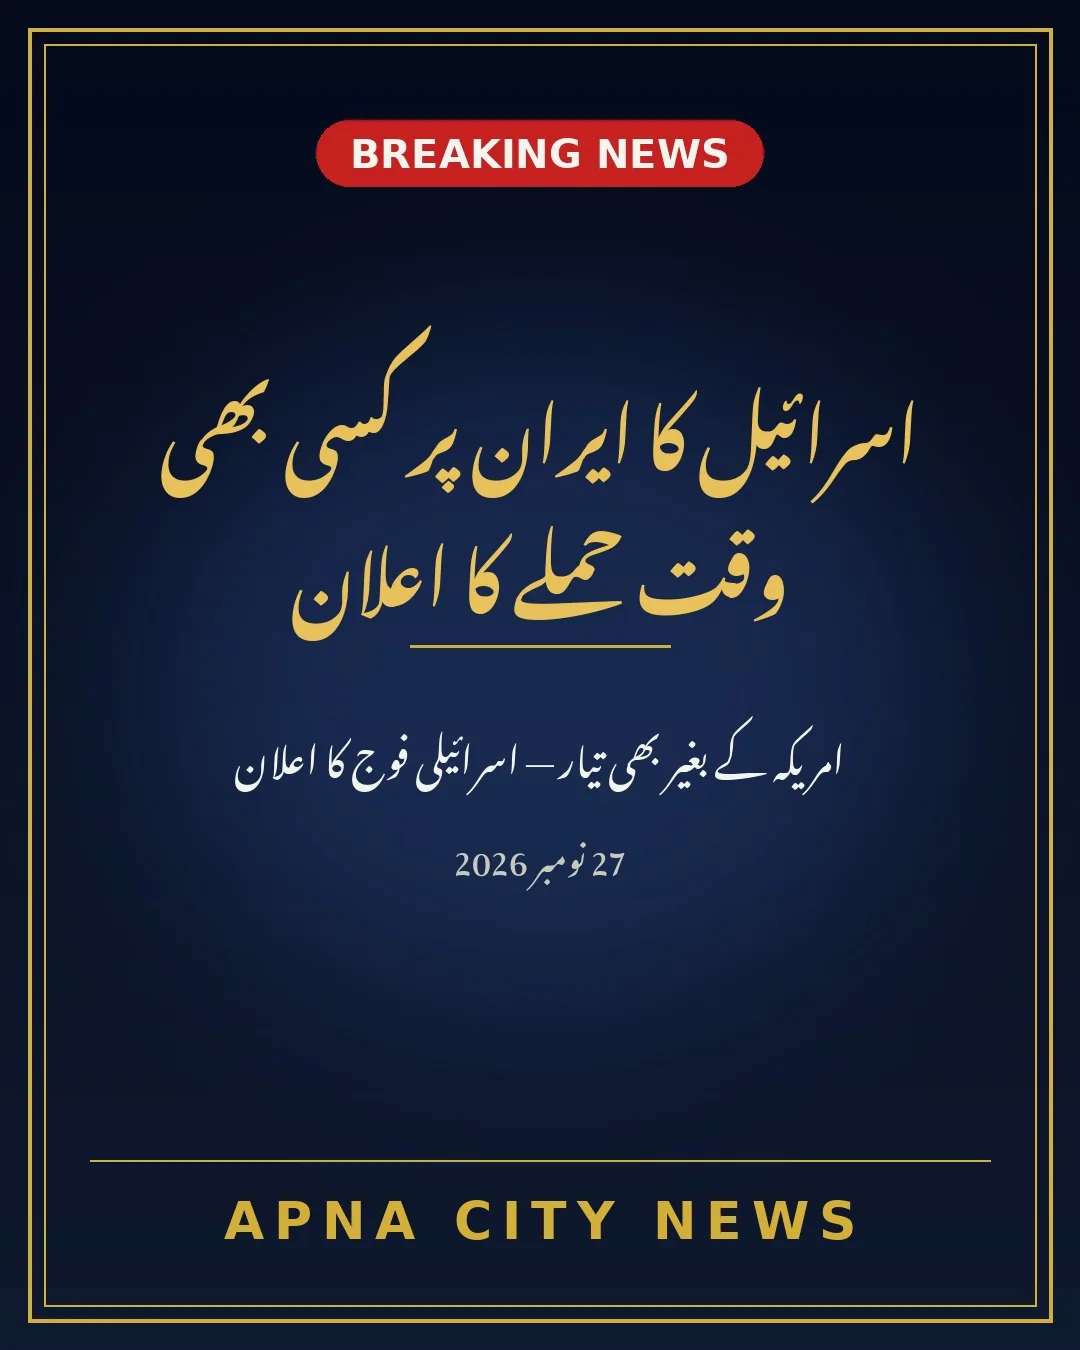 BREAKING NEWS
اسرائیل کا ایران پر کسی بھی
وقت حملے کا اعلان
امریکہ کے بغیر بھی تیار — اسرائیلی فوج کا اعلان
27 نومبر 2026
APNA CITY NEWS